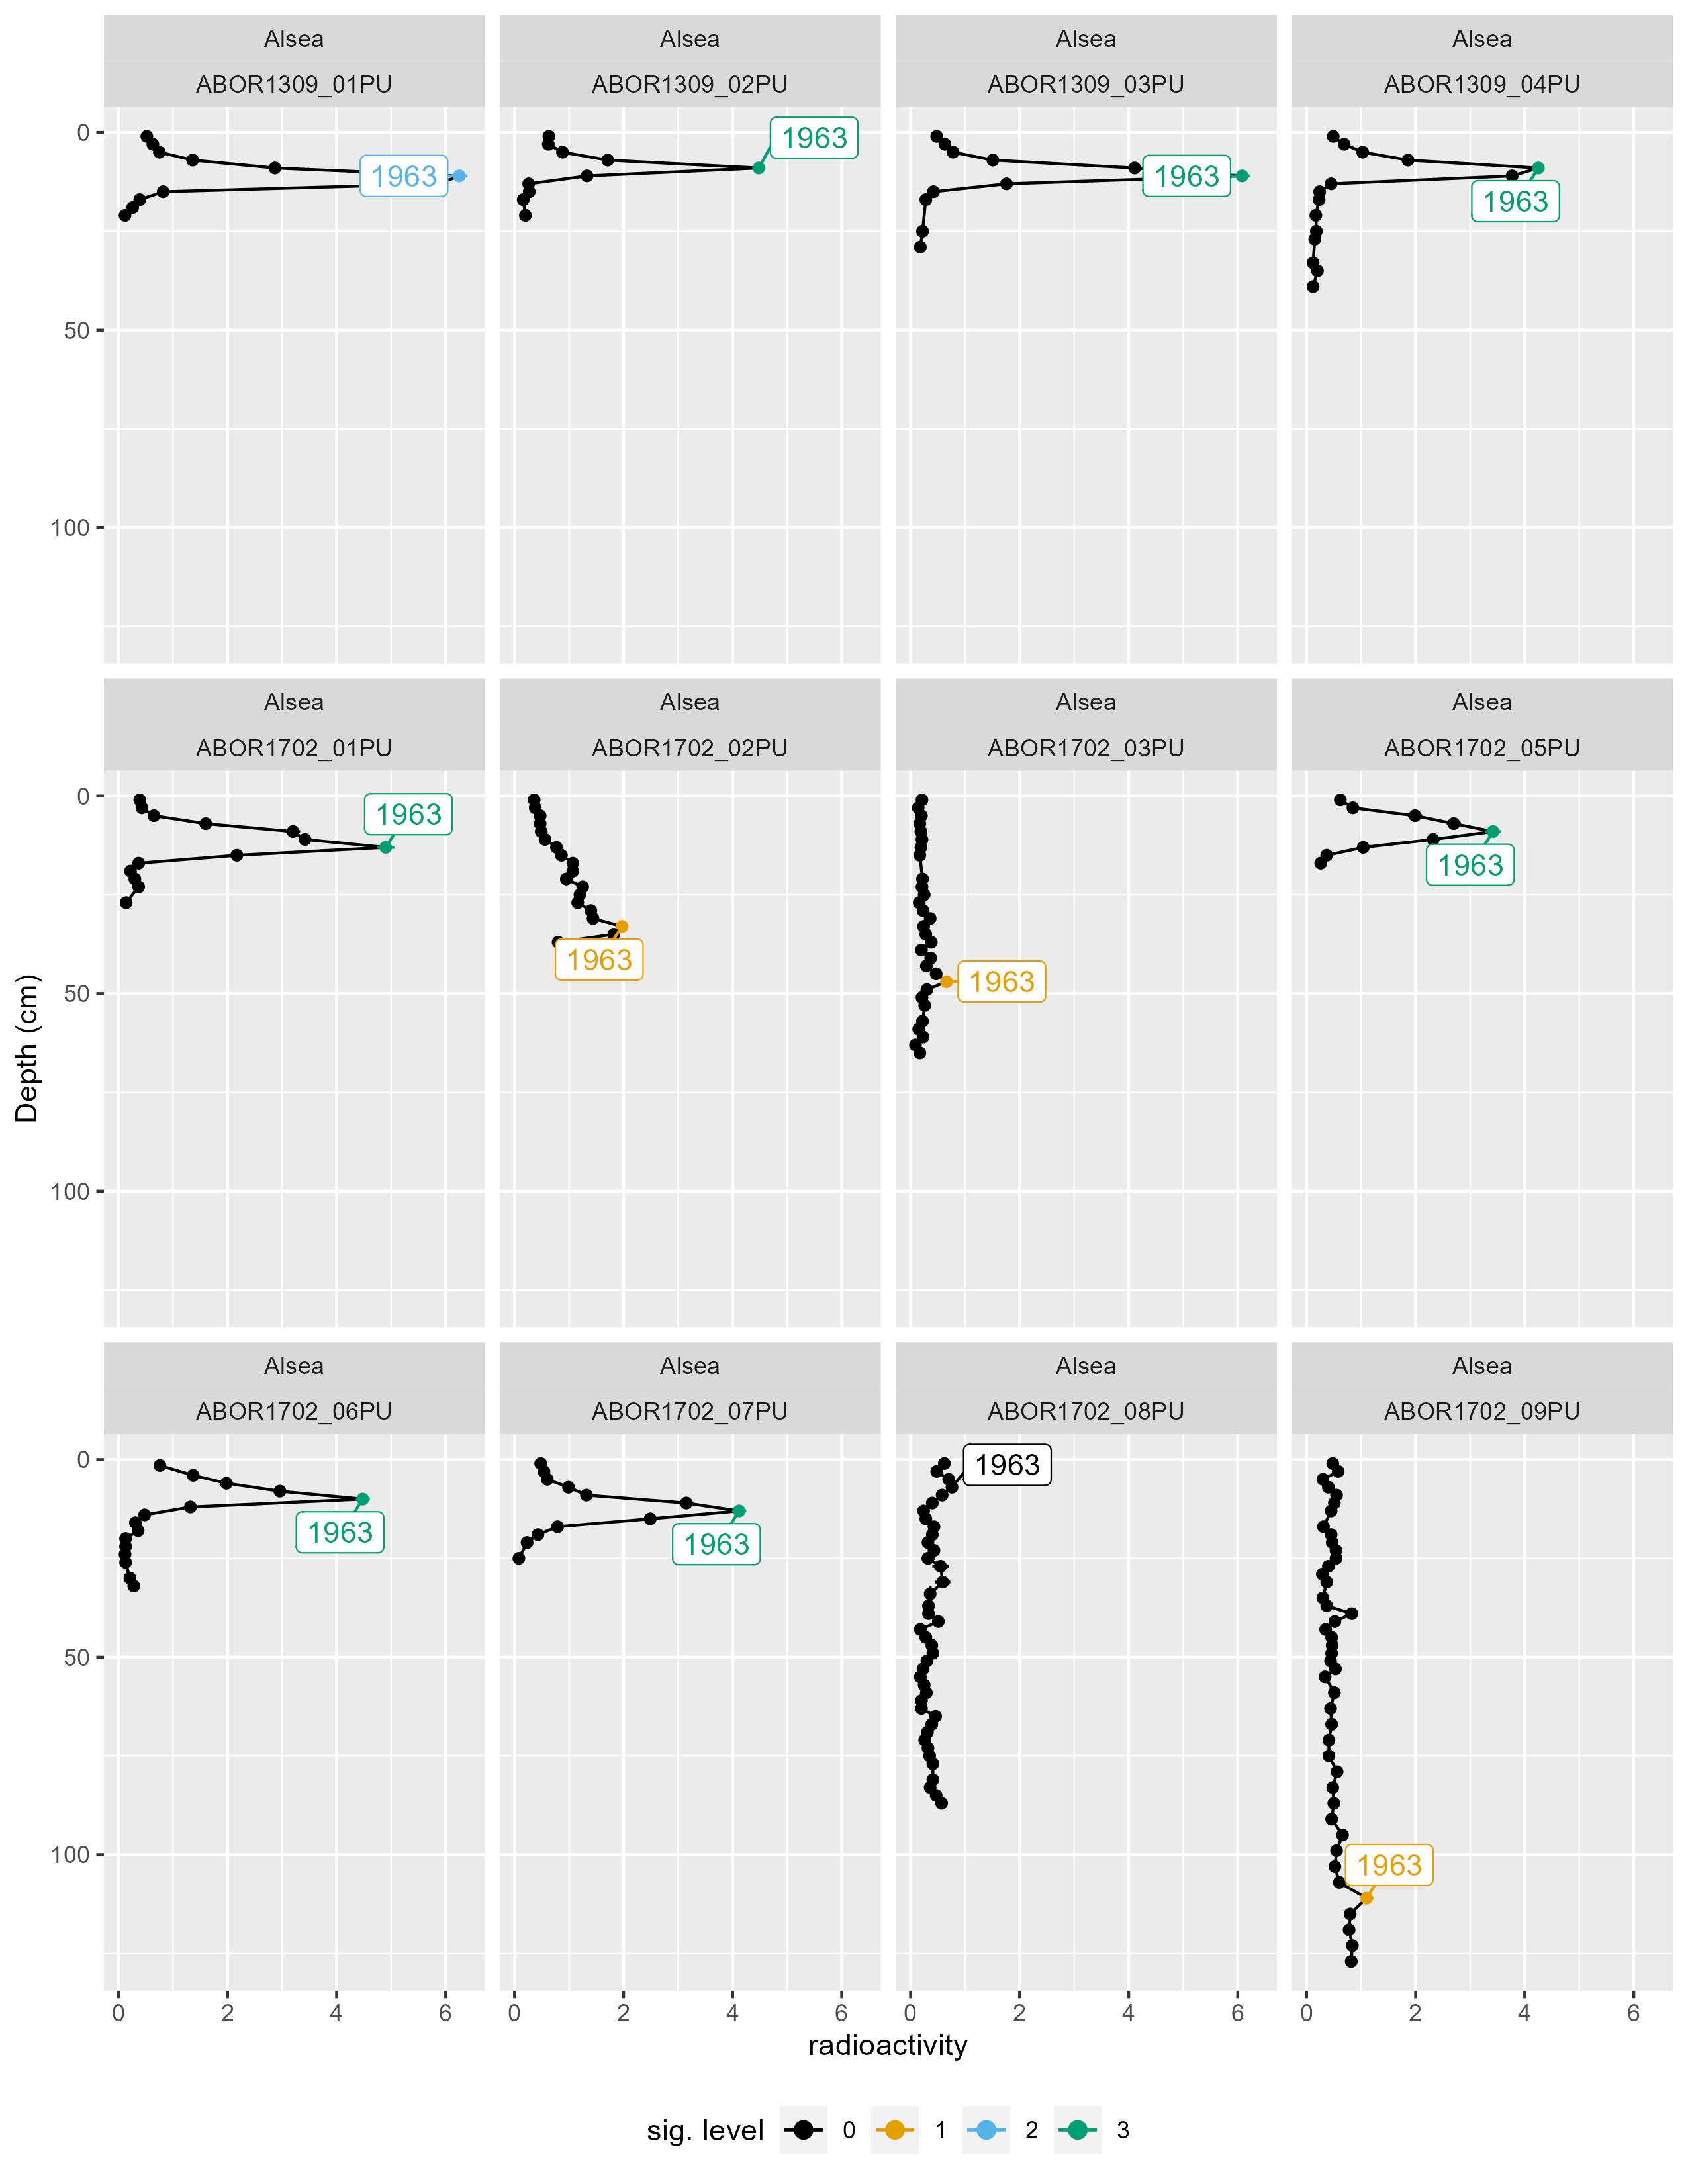 Alsea Alsea Alsea Alsea
ABOR1309_01PU ABOR1309_02PU ABOR1309_03PU ABOR1309_04PU
0
50
100
1963
1963
1963
1963
Alsea Alsea Alsea Alsea
ABOR1702_01PU ABOR1702_02PU ABOR1702_03PU ABOR1702_05PU
0
50
100
1963
1963
1963
1963
Depth (cm)
Alsea Alsea Alsea Alsea
ABOR1702_06PU ABOR1702_07PU ABOR1702_08PU ABOR1702_09PU
0
50
100
1963
1963
1963
1963
0 2 4 6 0 2 4 6 0 2 4 6 0 2 4 6
radioactivity
sig. level 0 1 2 3